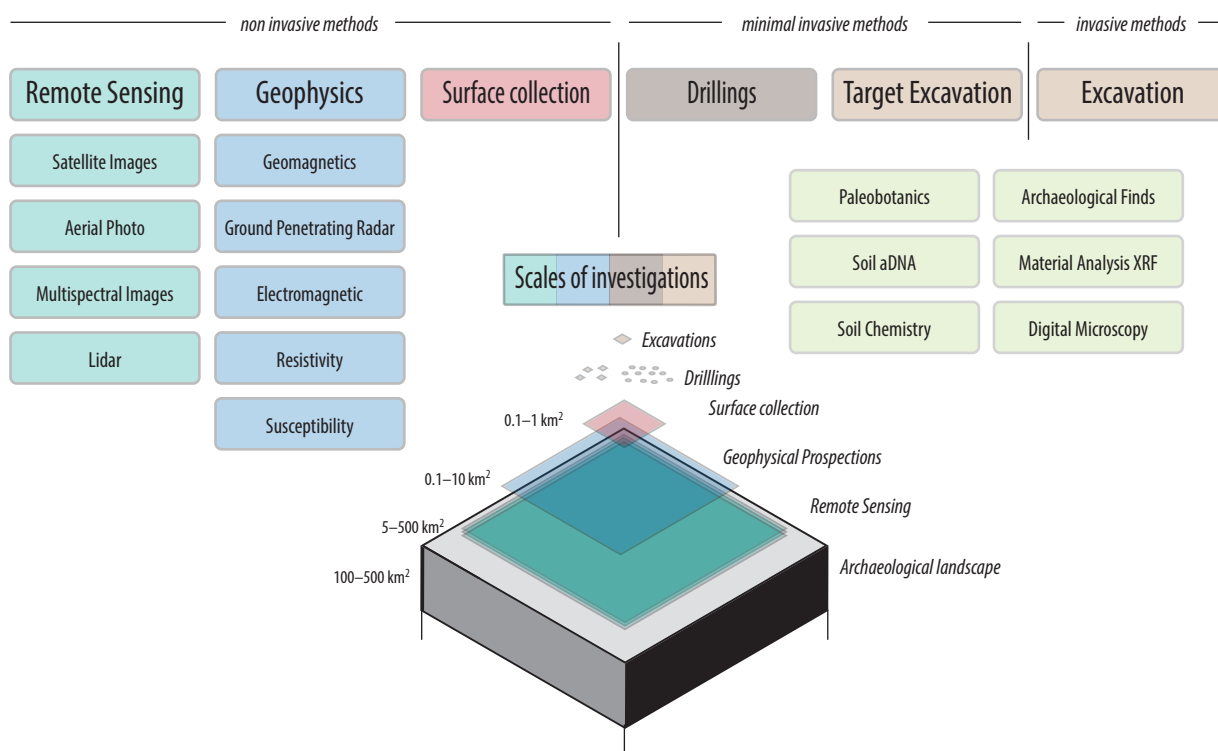 non invasive methods
minimal invasive methods
invasive methods
Remote Sensing
Geophysics
Surface collection
Drillings
Target Excavation
Excavation
Satellite Images
Geomagnetics
Paleobotanics
Archaeological Finds
Aerial Photo
Ground Penetrating Radar
Soil aDNA
Material Analysis XRF
Multispectral Images
Electromagnetic
Scales of investigations
Soil Chemistry
Digital Microscopy
Lidar
Resistivity
Susceptibility
Excavations
Drilllings
Surface collection
0.1–1 km²
Geophysical Prospections
0.1–10 km²
Remote Sensing
5–500 km²
Archaeological landscape
100–500 km²